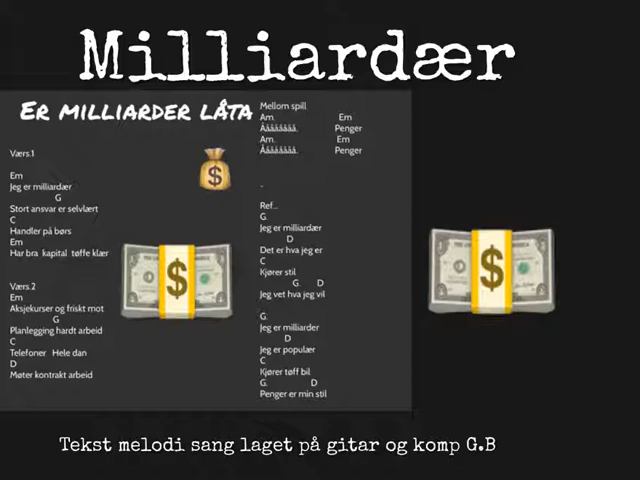 Milliardær
Er milliarder låta
Værs.1
Em
Jeg er milliardær
G
Stort ansvar er selvlært
C
Handler på børs
Em
Har bra kapital tøffe klær
Værs.2
Em
Aksjekurser og friskt mot
G
Planlegging hardt arbeid
C
Telefoner Hele dan
D
Møter kontrakt arbeid
Mellom spill
Am. Em
Åååååååå. Penger
Am. Em
Åååååååå. Penger
-
Ref...
G.
Jeg er milliardær
D
Det er hva jeg er
C
Kjører stil
G. D
Jeg vet hva jeg vil
G.
Jeg er milliarder
D
Jeg er populær
C
Kjører tøff bil
G. D
Penger er min stil
Tekst melodi sang laget på gitar og komp G.B